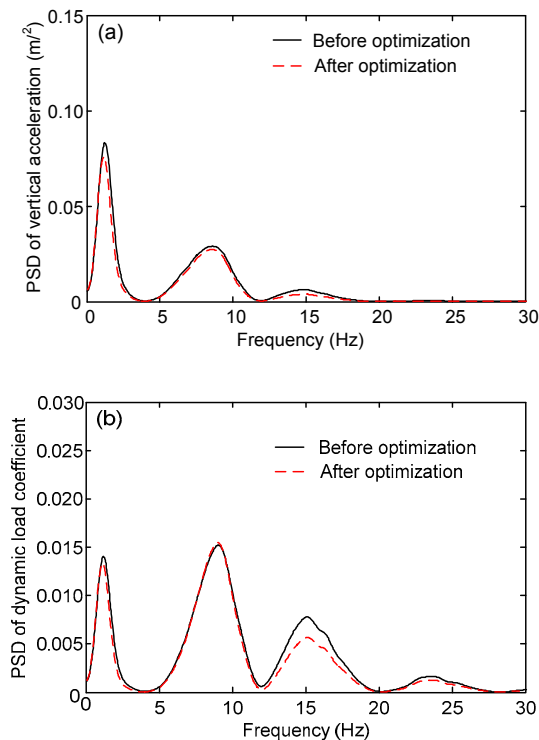 (a)
Before optimization
After optimization
PSD of vertical acceleration (m/²)
0.15
0.10
0.05
0
0 5 10 15 20 25 30
Frequency (Hz)
(b)
Before optimization
After optimization
PSD of dynamic load coefficient
0.030
0.025
0.020
0.015
0.010
0.005
0
0 5 10 15 20 25 30
Frequency (Hz)